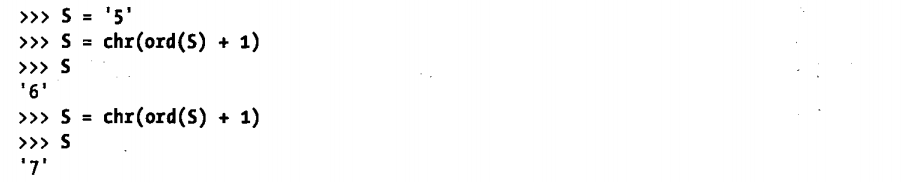 >>> S = '5'
>>> S = chr(ord(S) + 1)
>>> S
'6'
>>> S = chr(ord(S) + 1)
>>> S
'7'